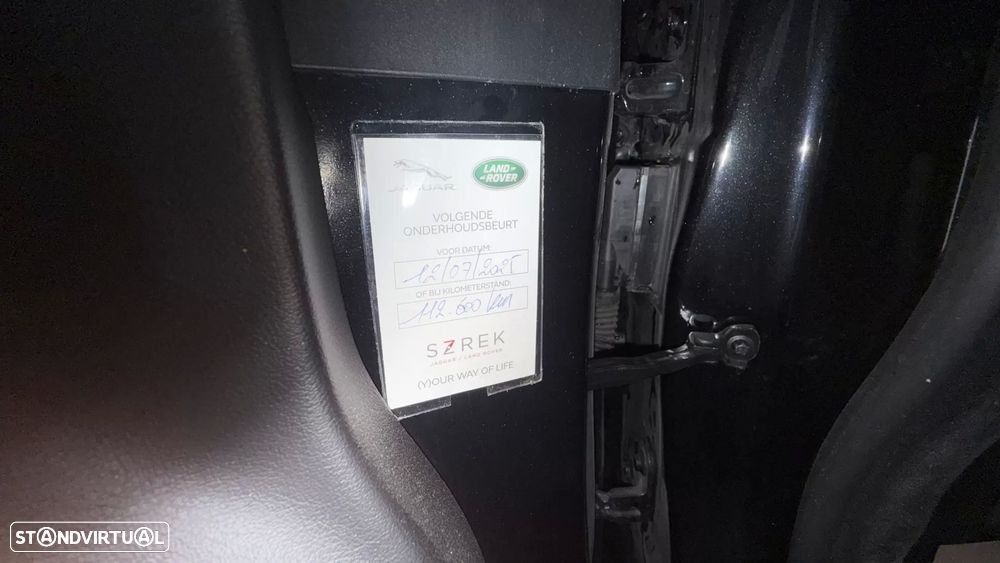 JAGUAR
LAND ROVER
VOLGENDE
ONDERHOUDSBEURT
VOOR DATUM:
12/07/2025
OF BIJ KILOMETERSTAND:
112.600 km
SZREK
JAGUAR / LAND ROVER
(Y)OUR WAY OF LIFE
STANDVIRTUAL